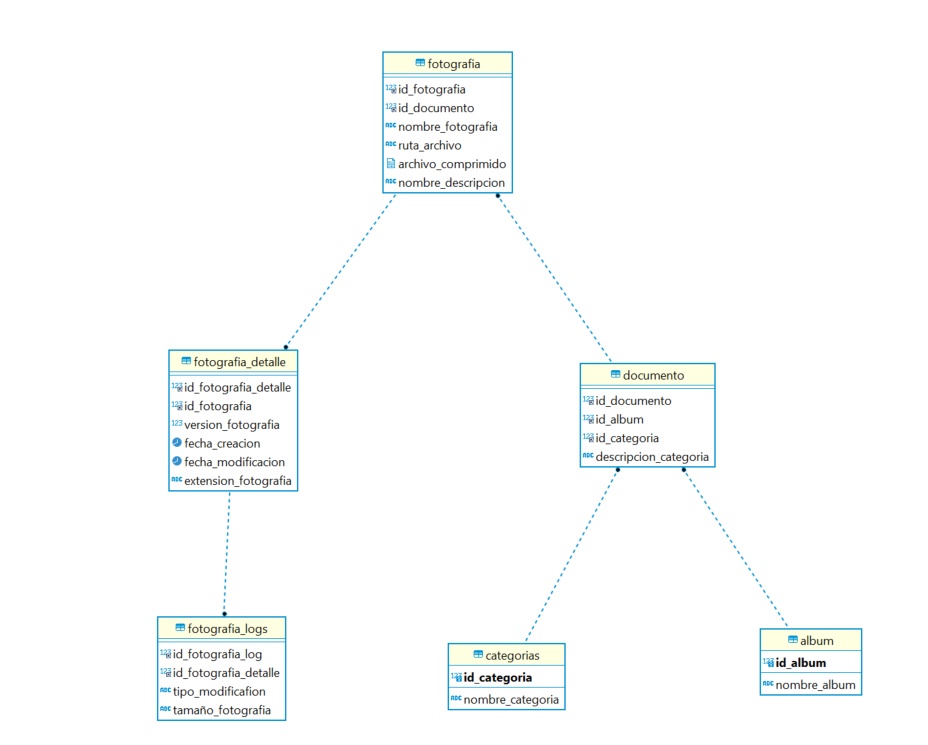 fotografia
id_fotografia
id_documento
nombre_fotografia
ruta_archivo
archivo_comprimido
nombre_descripcion
fotografia_detalle
id_fotografia_detalle
id_fotografia
version_fotografia
fecha_creacion
fecha_modificacion
extension_fotografia
documento
id_documento
id_album
id_categoria
descripcion_categoria
fotografia_logs
id_fotografia_log
id_fotografia_detalle
tipo_modificafion
tamaño_fotografia
categorias
id_categoria
nombre_categoria
album
id_album
nombre_album